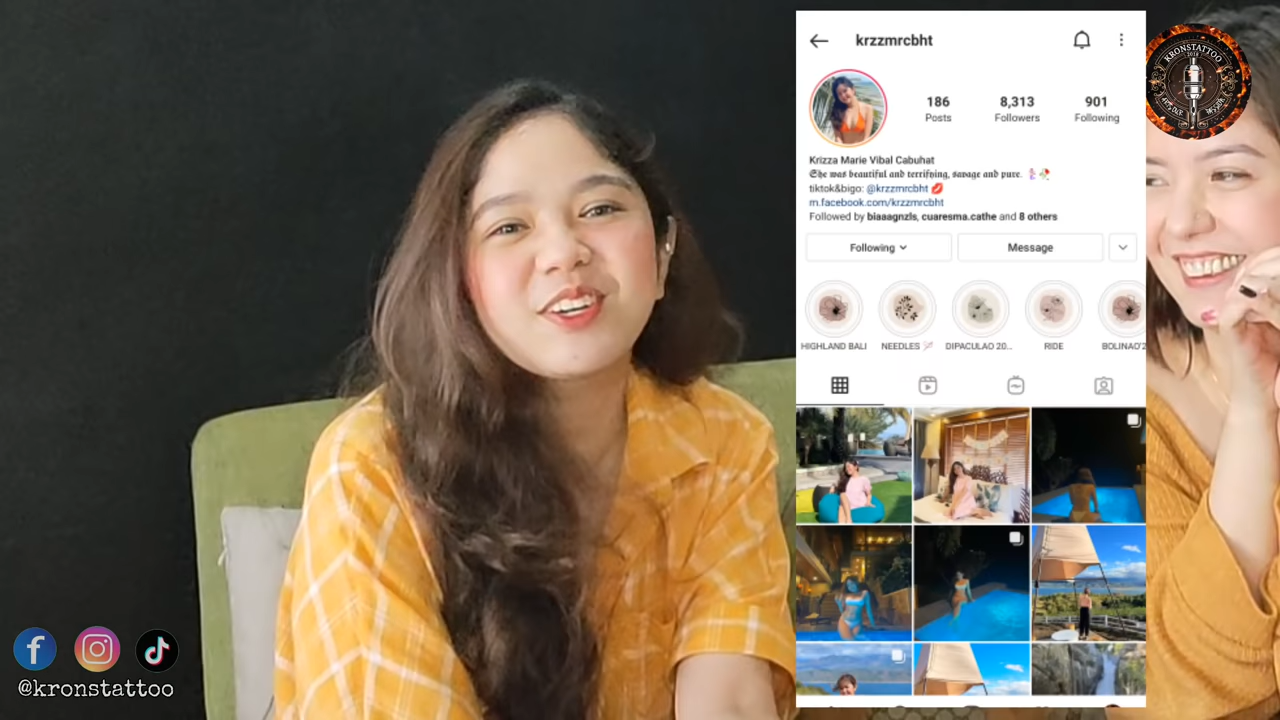 krzzmrcbht
186
8,313
901
Posts
Followers
Following
Krizza Marie Vibal Cabuhat
She was beautiful and terrifying, savage and pure.
tiktok&bigo: @krzzmrcbht
m.facebook.com/krzzmrcbht
Followed by biaaagnzls, cuaresma.cathe and 8 others
Following
Message
HIGHLAND BALI
NEEDLES
DIPACULAO 20...
RIDE
BOLINAO'2
KRONSTATTOO
@kronstattoo